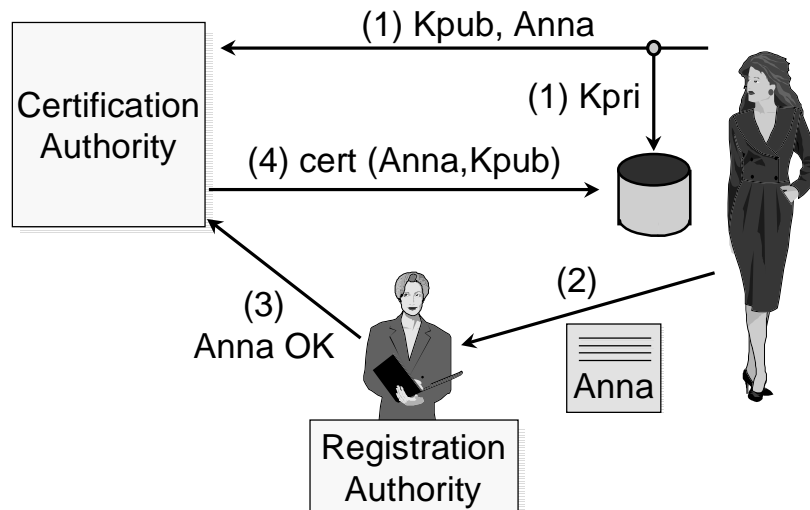 (1) Kpub, Anna
Certification
Authority
(1) Kpri
(4) cert (Anna,Kpub)
(3)
Anna OK
(2)
Anna
Registration
Authority